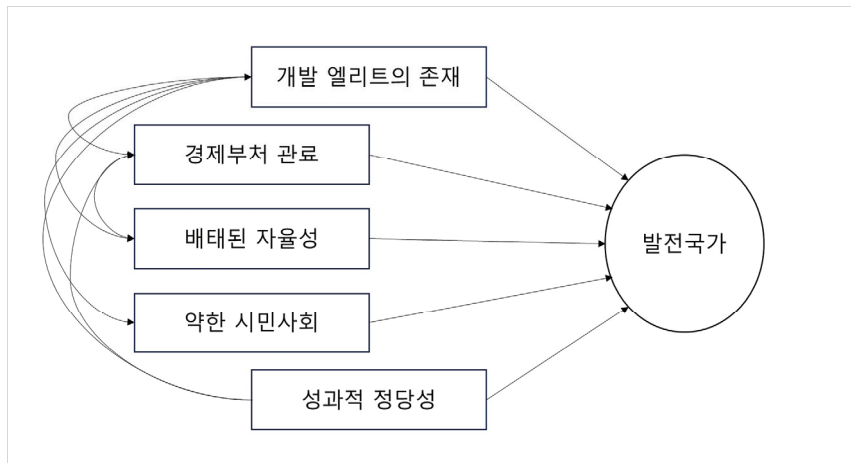 개발 엘리트의 존재
경제부처 관료
배태된 자율성
약한 시민사회
성과적 정당성
발전국가